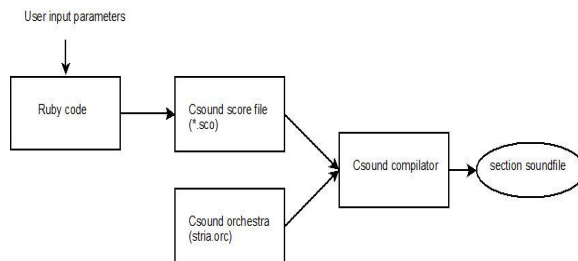 User input parameters
Ruby code
Csound score file
(*.sco)
Csound compilator
section soundfile
Csound orchestra
(stria.orc)